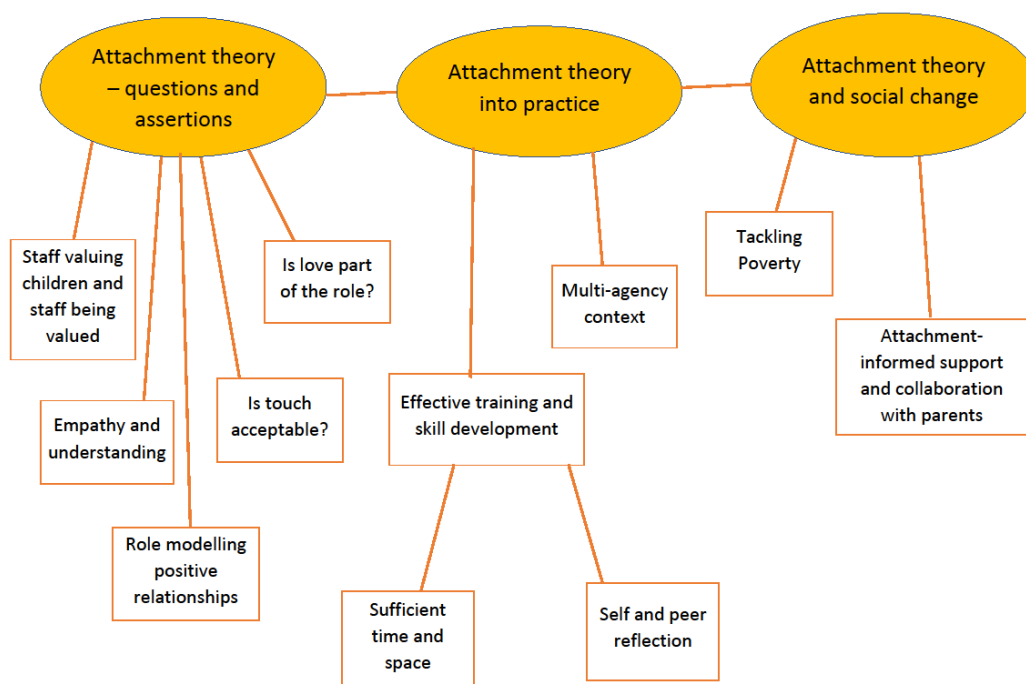 Attachment theory
– questions and
assertions
Attachment theory
into practice
Attachment theory
and social change
Staff valuing
children and
staff being
valued
Is love part
of the role?
Tackling
Poverty
Multi-agency
context
Empathy and
understanding
Is touch
acceptable?
Effective training and
skill development
Attachment-
informed support
and collaboration
with parents
Role modelling
positive
relationships
Sufficient
time and
space
Self and peer
reflection